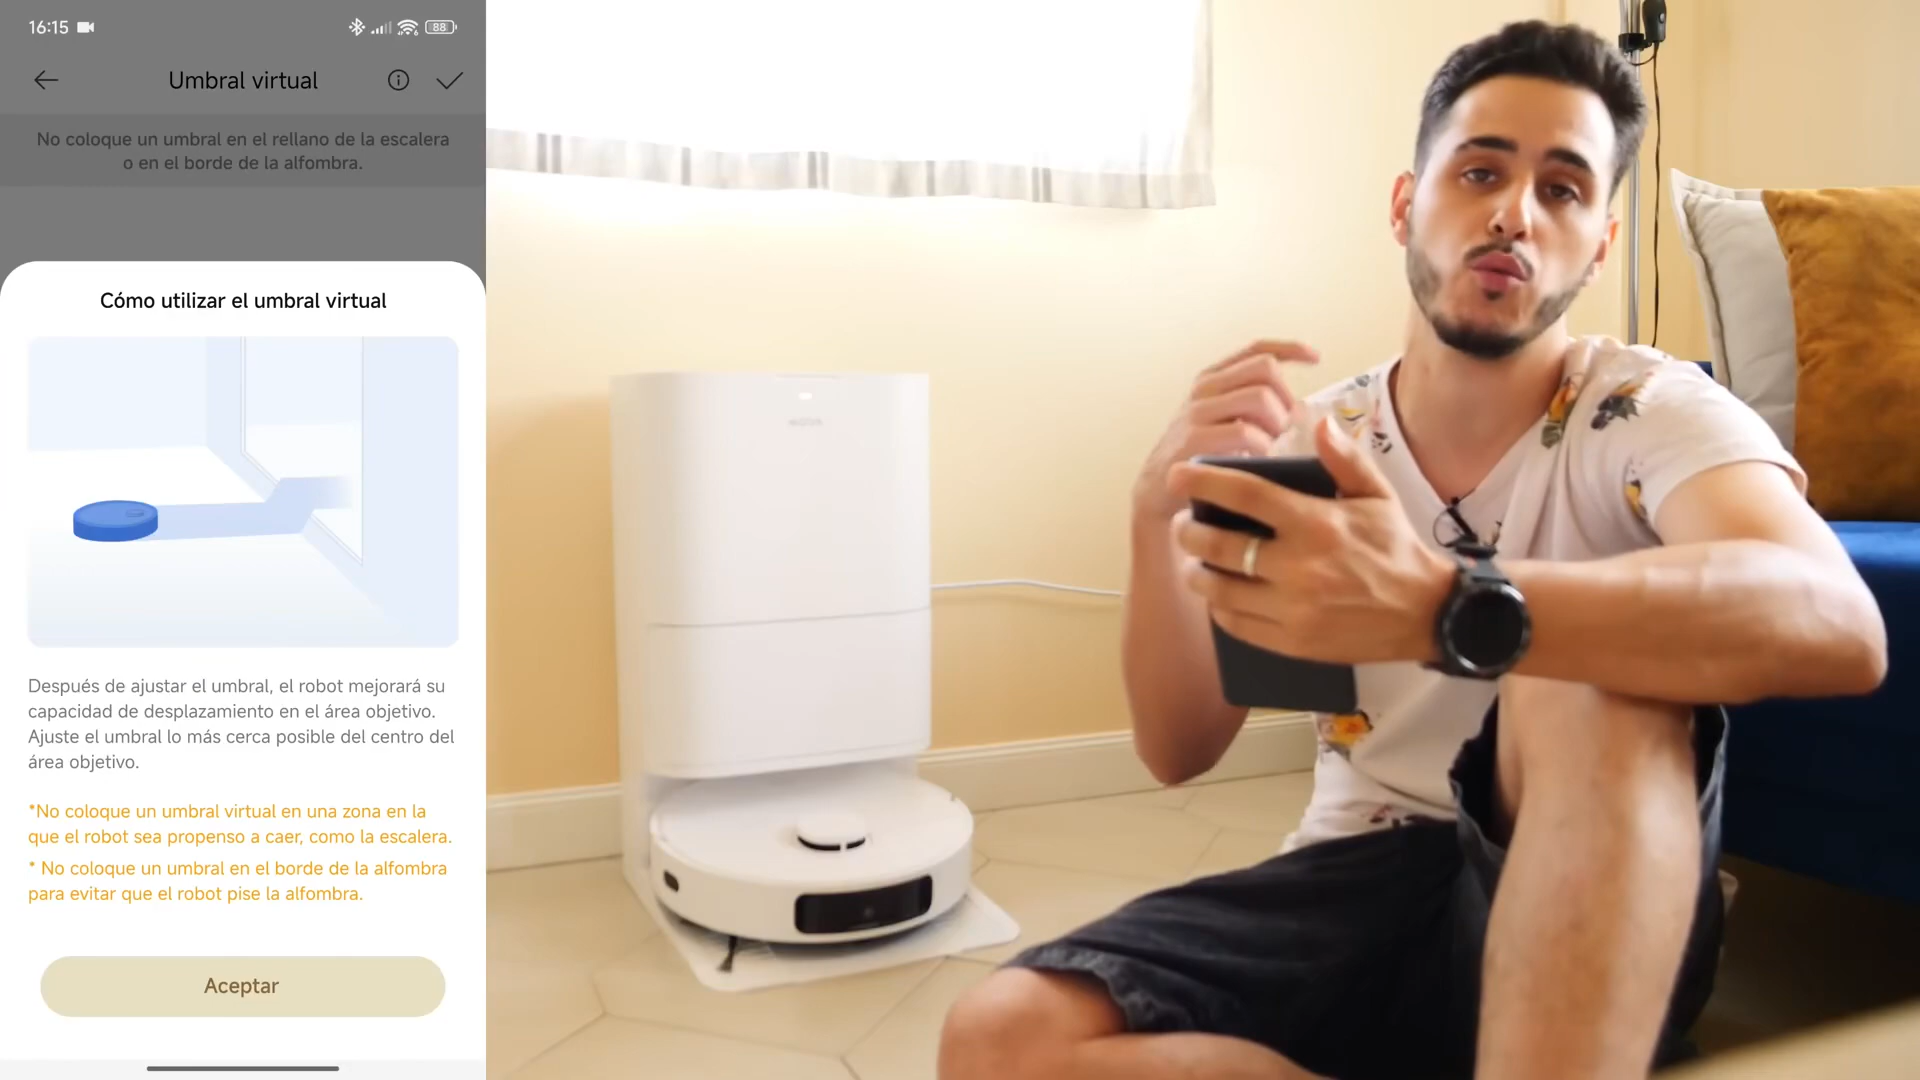 16:15
88
Umbral virtual
No coloque un umbral en el rellano de la escalera
o en el borde de la alfombra.
Cómo utilizar el umbral virtual
Después de ajustar el umbral, el robot mejorará su
capacidad de desplazamiento en el área objetivo.
Ajuste el umbral lo más cerca posible del centro del
área objetivo.
*No coloque un umbral virtual en una zona en la
que el robot sea propenso a caer, como la escalera.
* No coloque un umbral en el borde de la alfombra
para evitar que el robot pise la alfombra.
Aceptar